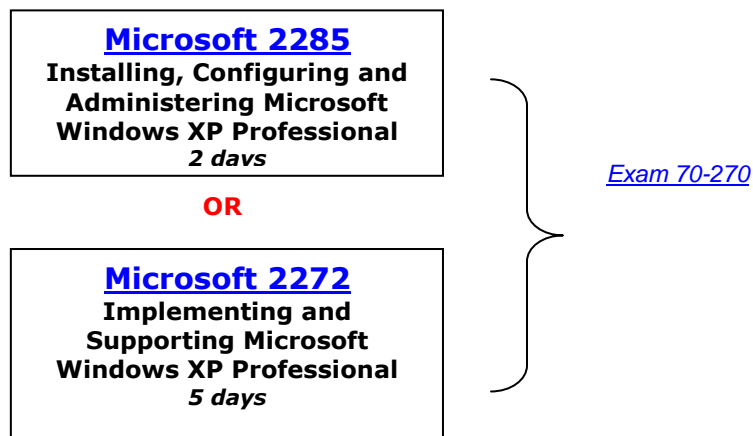 Microsoft 2285
Installing, Configuring and
Administering Microsoft
Windows XP Professional
2 days
Exam 70-270
OR
Microsoft 2272
Implementing and
Supporting Microsoft
Windows XP Professional
5 days